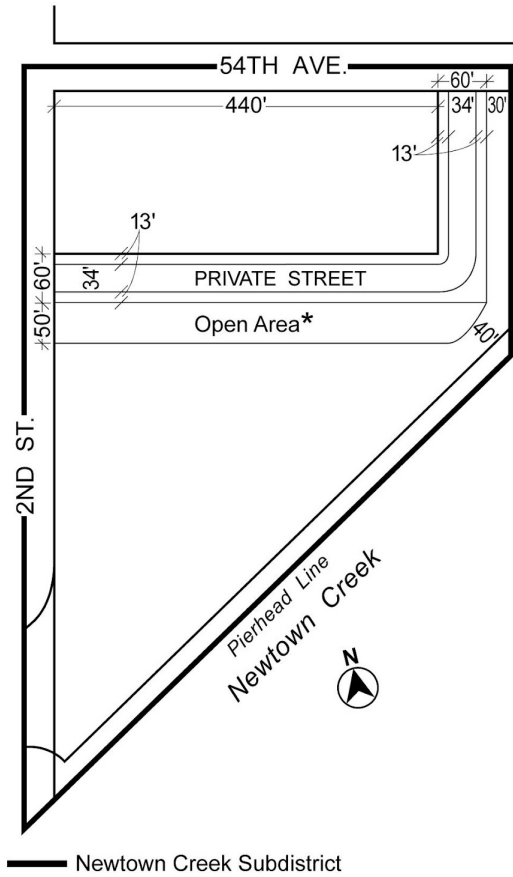 54TH AVE.
60'
440'
34'
30'
13'
13'
60'
34'
PRIVATE STREET
50'
Open Area*
40'
2ND ST.
Pierhead Line
Newtown Creek
N
Newtown Creek Subdistrict